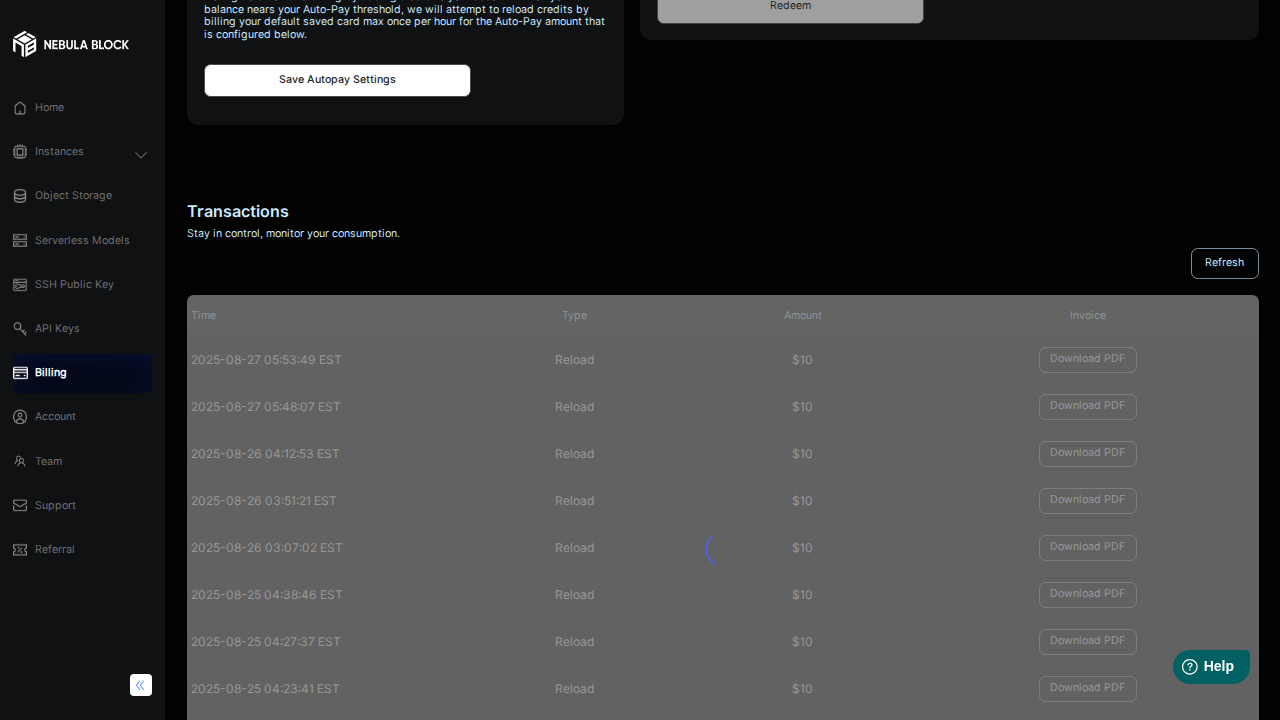 NEBULA BLOCK
Home
Instances
Object Storage
Serverless Models
SSH Public Key
API Keys
Billing
Account
Team
Support
Referral
balance nears your Auto-Pay threshold, we will attempt to reload credits by
billing your default saved card max once per hour for the Auto-Pay amount that
is configured below.
Save Autopay Settings
Redeem
Transactions
Stay in control, monitor your consumption.
Refresh
Time Type Amount Invoice
2025-08-27 05:53:49 EST Reload $10 Download PDF
2025-08-27 05:48:07 EST Reload $10 Download PDF
2025-08-26 04:12:53 EST Reload $10 Download PDF
2025-08-26 03:51:21 EST Reload $10 Download PDF
2025-08-26 03:07:02 EST Reload $10 Download PDF
2025-08-25 04:38:46 EST Reload $10 Download PDF
2025-08-25 04:27:37 EST Reload $10 Download PDF
2025-08-25 04:23:41 EST Reload $10 Download PDF
Help